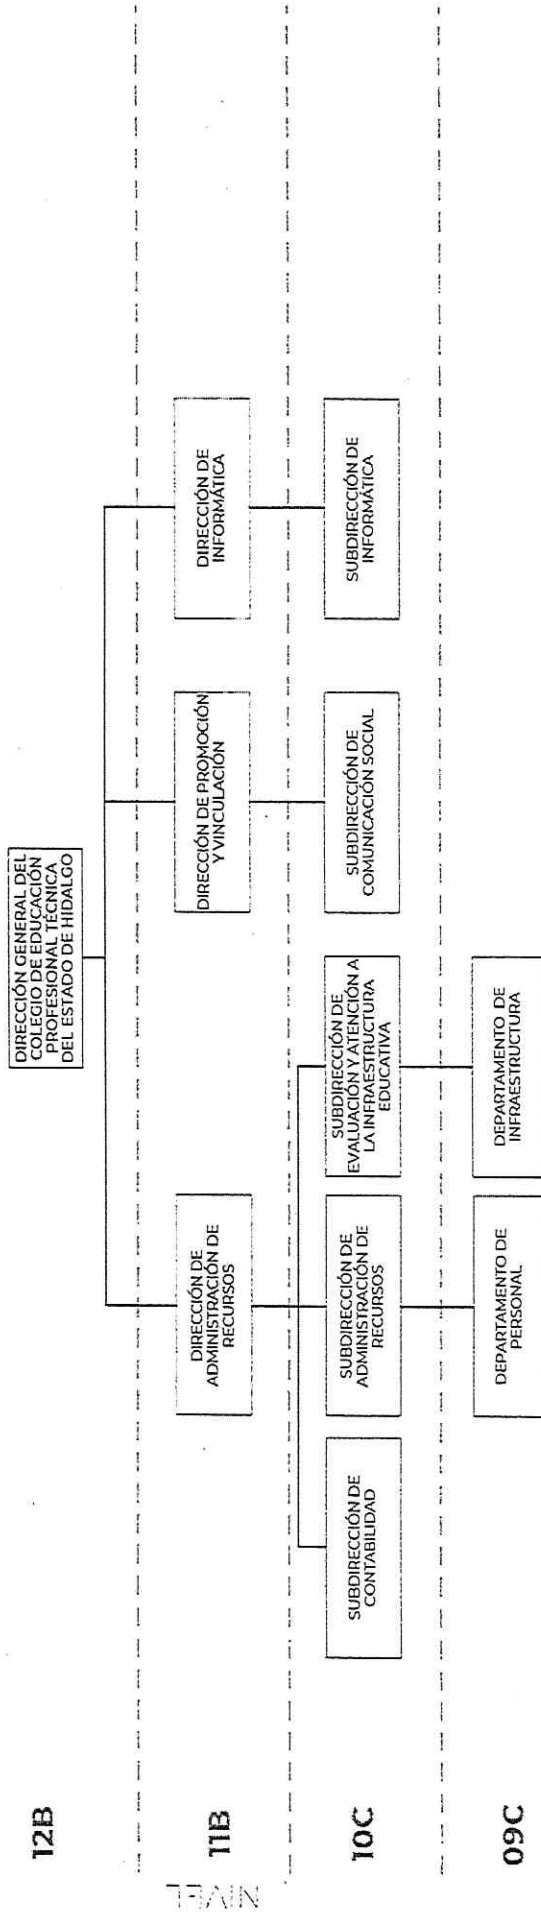 12B
DIRECCIÓN GENERAL DEL
COLEGIO DE EDUCACIÓN
PROFESIONAL TÉCNICA
DEL ESTADO DE HIDALGO
NIVEL
11B
DIRECCIÓN DE
ADMINISTRACIÓN DE
RECURSOS
DIRECCIÓN DE PROMOCIÓN
Y VINCULACIÓN
DIRECCIÓN DE
INFORMÁTICA
10C
SUBDIRECCIÓN DE
CONTABILIDAD
SUBDIRECCIÓN DE
ADMINISTRACIÓN DE
RECURSOS
SUBDIRECCIÓN DE
EVALUACIÓN Y ATENCIÓN A
LA INFRAESTRUCTURA
EDUCATIVA
SUBDIRECCIÓN DE
COMUNICACIÓN SOCIAL
SUBDIRECCIÓN DE
INFORMÁTICA
09C
DEPARTAMENTO DE
PERSONAL
DEPARTAMENTO DE
INFRAESTRUCTURA